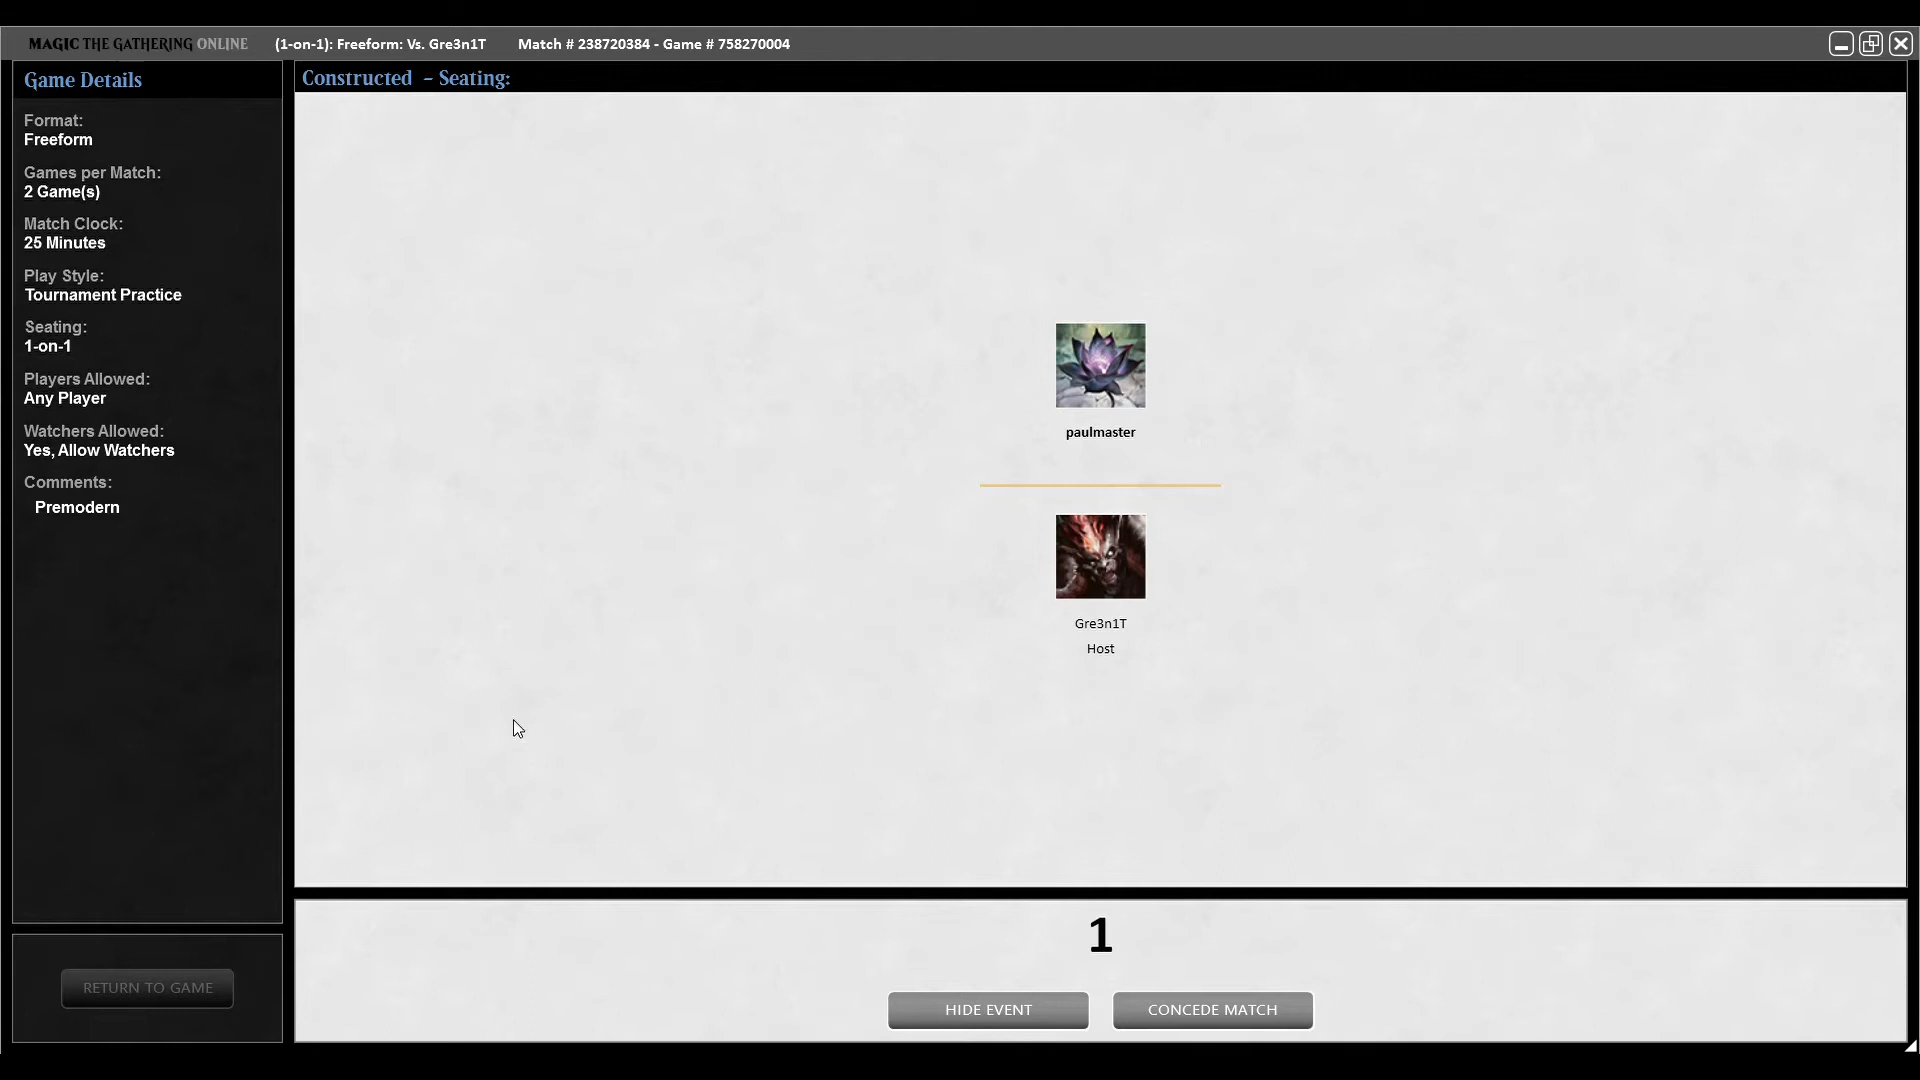 MAGIC THE GATHERING ONLINE (1-on-1): Freeform: Vs. Gre3n1T Match # 238720384 - Game # 758270004
Game Details
Format:
Freeform
Games per Match:
2 Game(s)
Match Clock:
25 Minutes
Play Style:
Tournament Practice
Seating:
1-on-1
Players Allowed:
Any Player
Watchers Allowed:
Yes, Allow Watchers
Comments:
Premodern
RETURN TO GAME
Constructed – Seating:
paulmaster
Gre3n1T
Host
1
HIDE EVENT CONCEDE MATCH